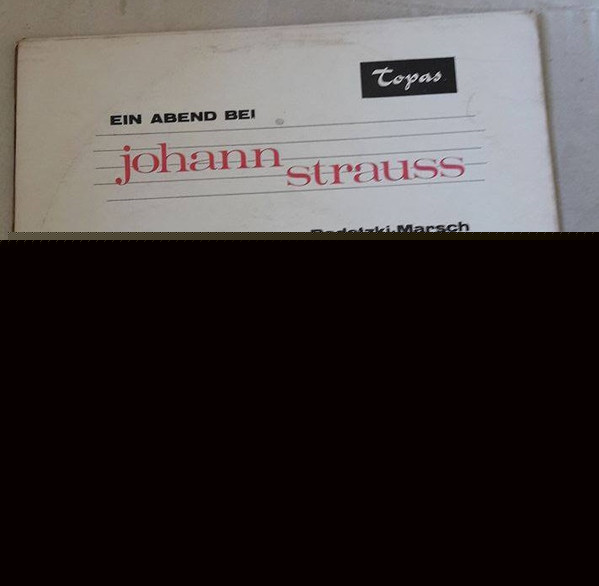 Topas
EIN ABEND BEI
johann
strauss
Radetzki-Marsch